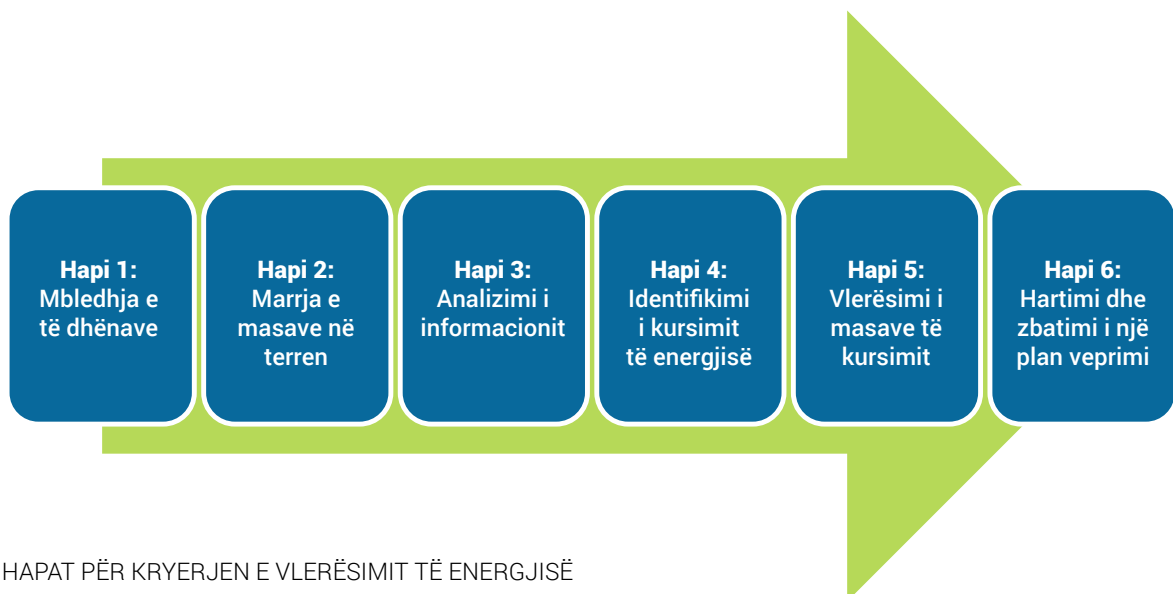 Hapi 1:
Mbledhja e
të dhënave
Hapi 2:
Marrja e
masave në
terren
Hapi 3:
Analizimi i
informacionit
Hapi 4:
Identifikimi
i kursimit
të energjisë
Hapi 5:
Vlerësimi i
masave të
kursimit
Hapi 6:
Hartimi dhe
zbatimi i një
plan veprimi
HAPAT PËR KRYERJEN E VLERËSIMIT TË ENERGJISË